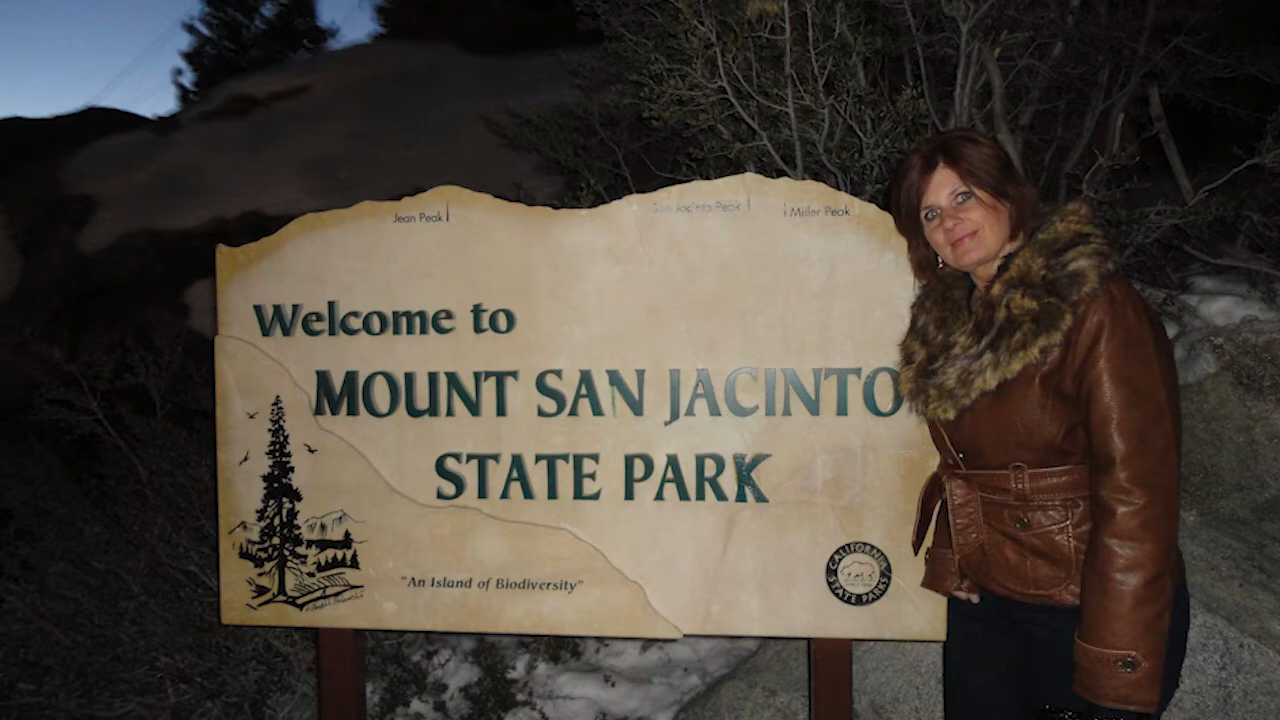 Jean Peak
San Jacinto Peak
Miller Peak
Welcome to
MOUNT SAN JACINTO
STATE PARK
"An Island of Biodiversity"
CALIFORNIA
STATE PARKS